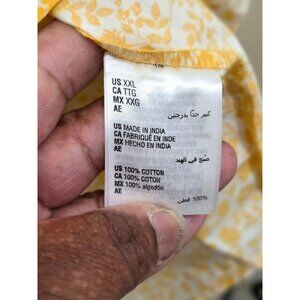 US XXL
CA TTG
MX XXG
AE
كبير جداً بدرجتين
US MADE IN INDIA
CA FABRIQUÉ EN INDE
MX HECHO EN INDIA
AE
صنع في الهند
US 100% COTTON
CA 100% COTON
MX 100% algodón
AE
100% قطن